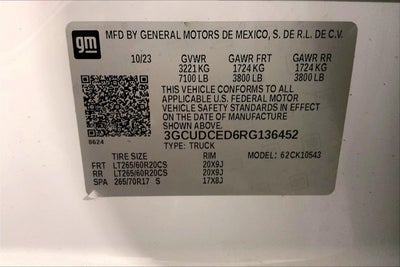 gm MFD BY GENERAL MOTORS DE MEXICO, S. DE R.L. DE C.V.
10/23 GVWR GAWR FRT GAWR RR
3221 KG 1724 KG 1724 KG
7100 LB 3800 LB 3800 LB
THIS VEHICLE CONFORMS TO ALL
APPLICABLE U.S. FEDERAL MOTOR
VEHICLE SAFETY STANDARDS IN EFFECT
ON THE DATE OF MANUFACTURE
SHOWN ABOVE.
3GCUDCED6RG136452
8624
TYPE: TRUCK
TIRE SIZE RIM MODEL: 62CK10543
FRT LT265/60R20CS 20X9J
RR LT265/60R20CS 20X9J
SPA 265/70R17 S 17X8J